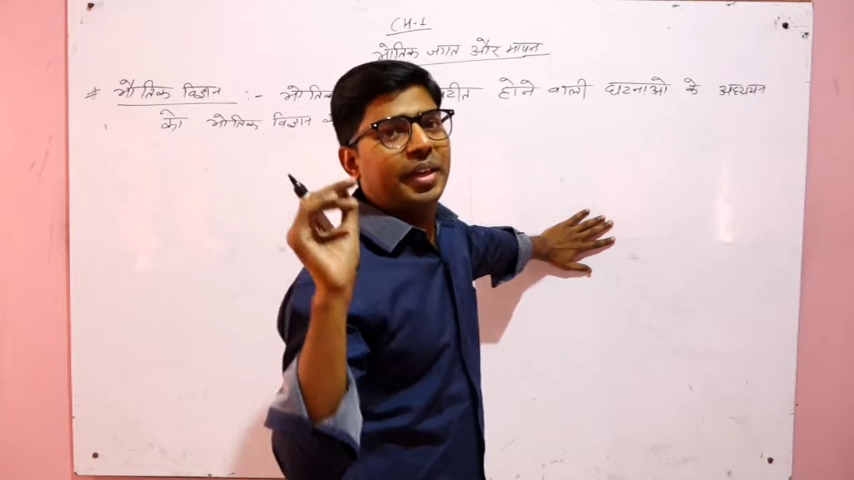 CH-1
भौतिक जगत और मापन
# भौतिक विज्ञान :- होने वाली घटनाओ के अध्ययन
को भौतिक विज्ञान